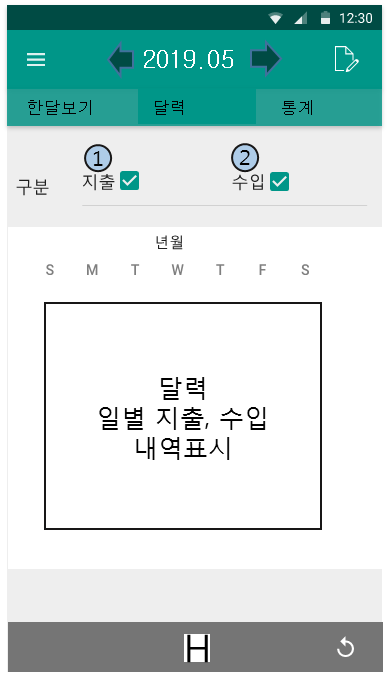 12:30
2019.05
한달보기 달력 통계
1 2
구분 지출 수입
년월
S M T W T F S
달력
일별 지출, 수입
내역표시
H